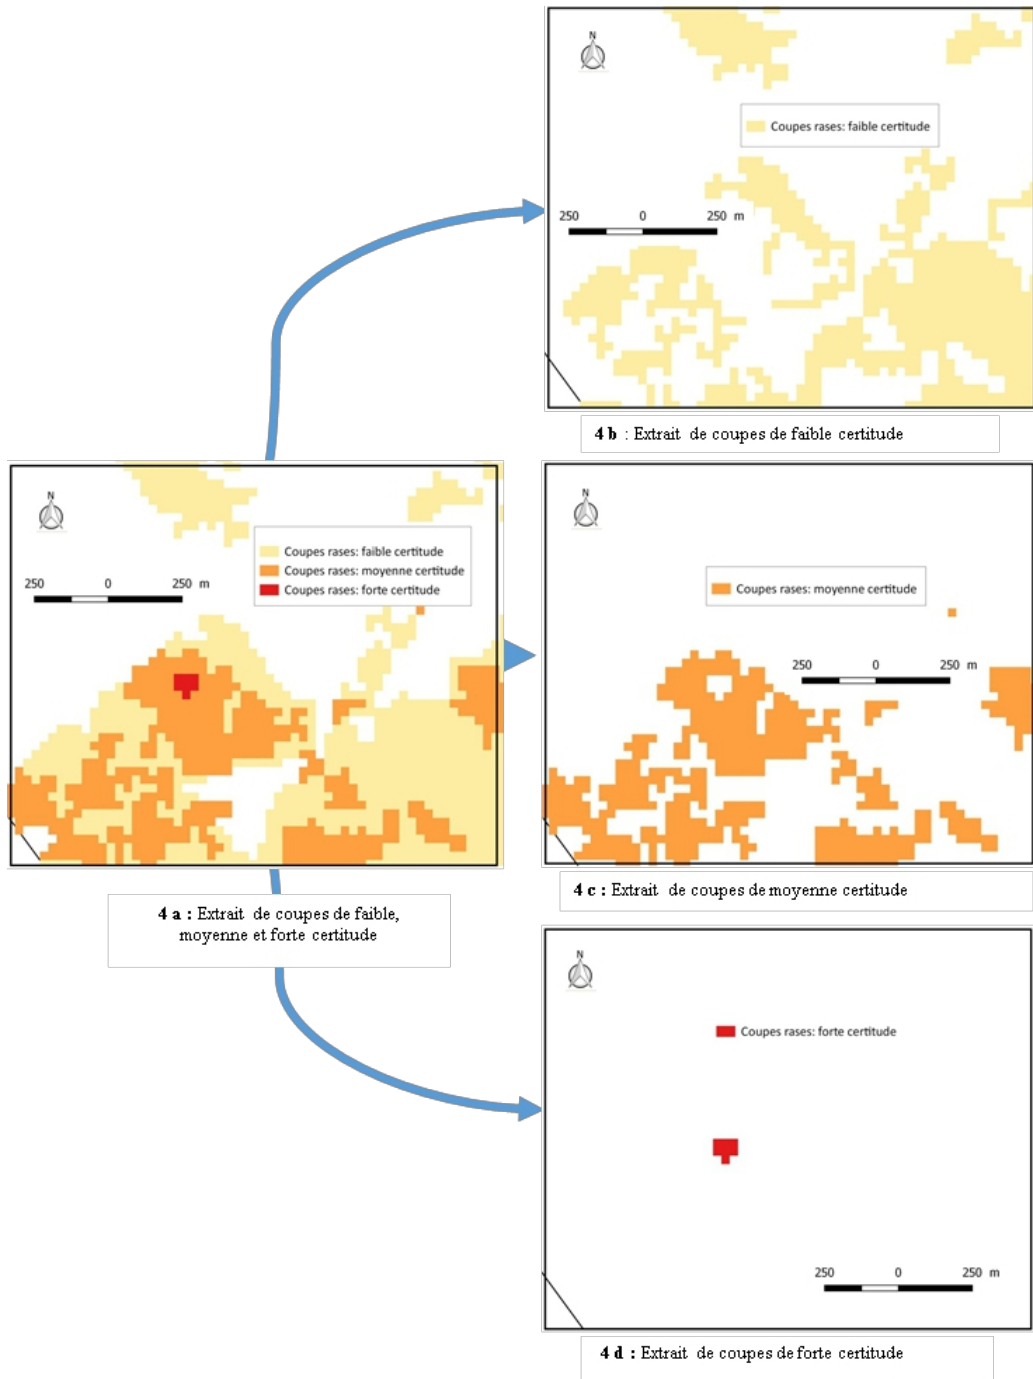 N
Coupes rases: faible certitude
250 0 250 m
4 b : Extrait de coupes de faible certitude
N
Coupes rases: faible certitude
Coupes rases: moyenne certitude
Coupes rases: forte certitude
250 0 250 m
4 a : Extrait de coupes de faible,
moyenne et forte certitude
N
Coupes rases: moyenne certitude
250 0 250 m
4 c : Extrait de coupes de moyenne certitude
N
Coupes rases: forte certitude
250 0 250 m
4 d : Extrait de coupes de forte certitude